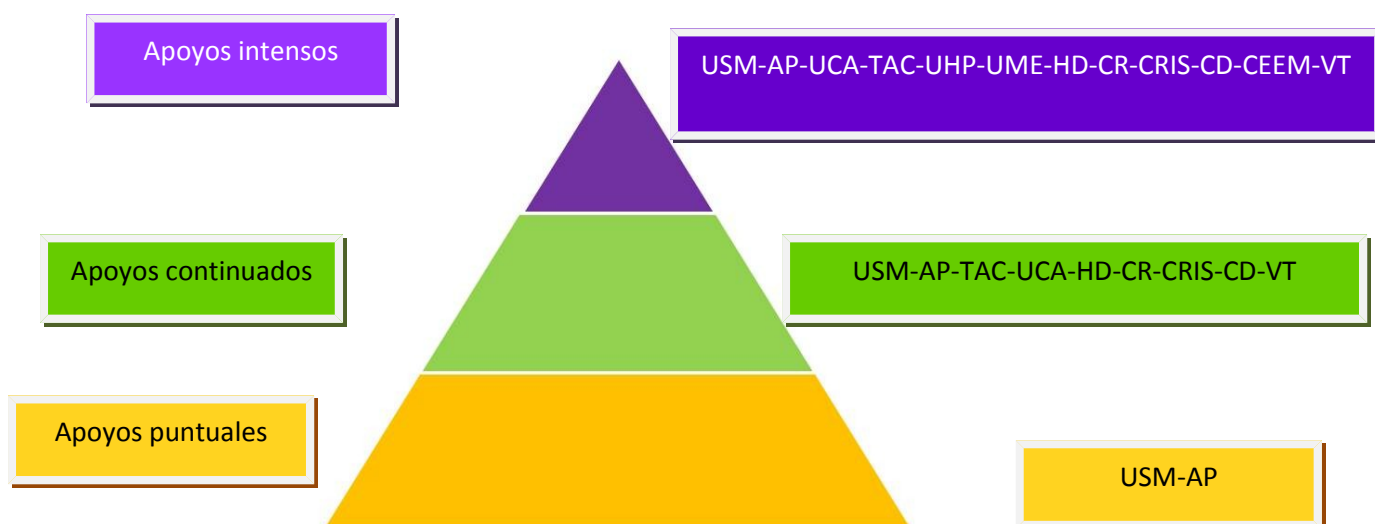 Apoyos intensos
USM-AP-UCA-TAC-UHP-UME-HD-CR-CRIS-CD-CEEM-VT
Apoyos continuados
USM-AP-TAC-UCA-HD-CR-CRIS-CD-VT
Apoyos puntuales
USM-AP